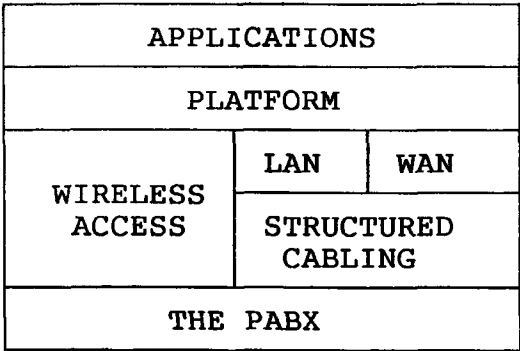 APPLICATIONS
PLATFORM
WIRELESS
ACCESS
LAN
WAN
STRUCTURED
CABLING
THE PABX